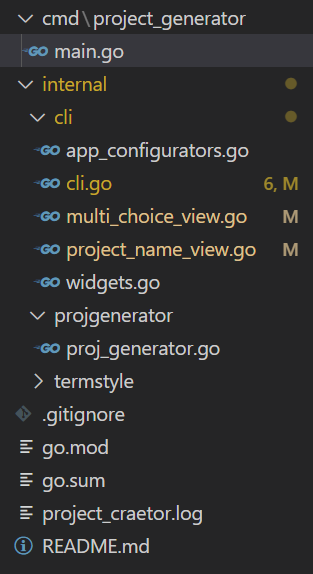 cmd\project_generator
GO main.go
internal
cli
GO app_configurators.go
GO cli.go 6, M
GO multi_choice_view.go M
GO project_name_view.go M
GO widgets.go
projgenerator
GO proj_generator.go
termstyle
.gitignore
go.mod
go.sum
project_craetor.log
README.md